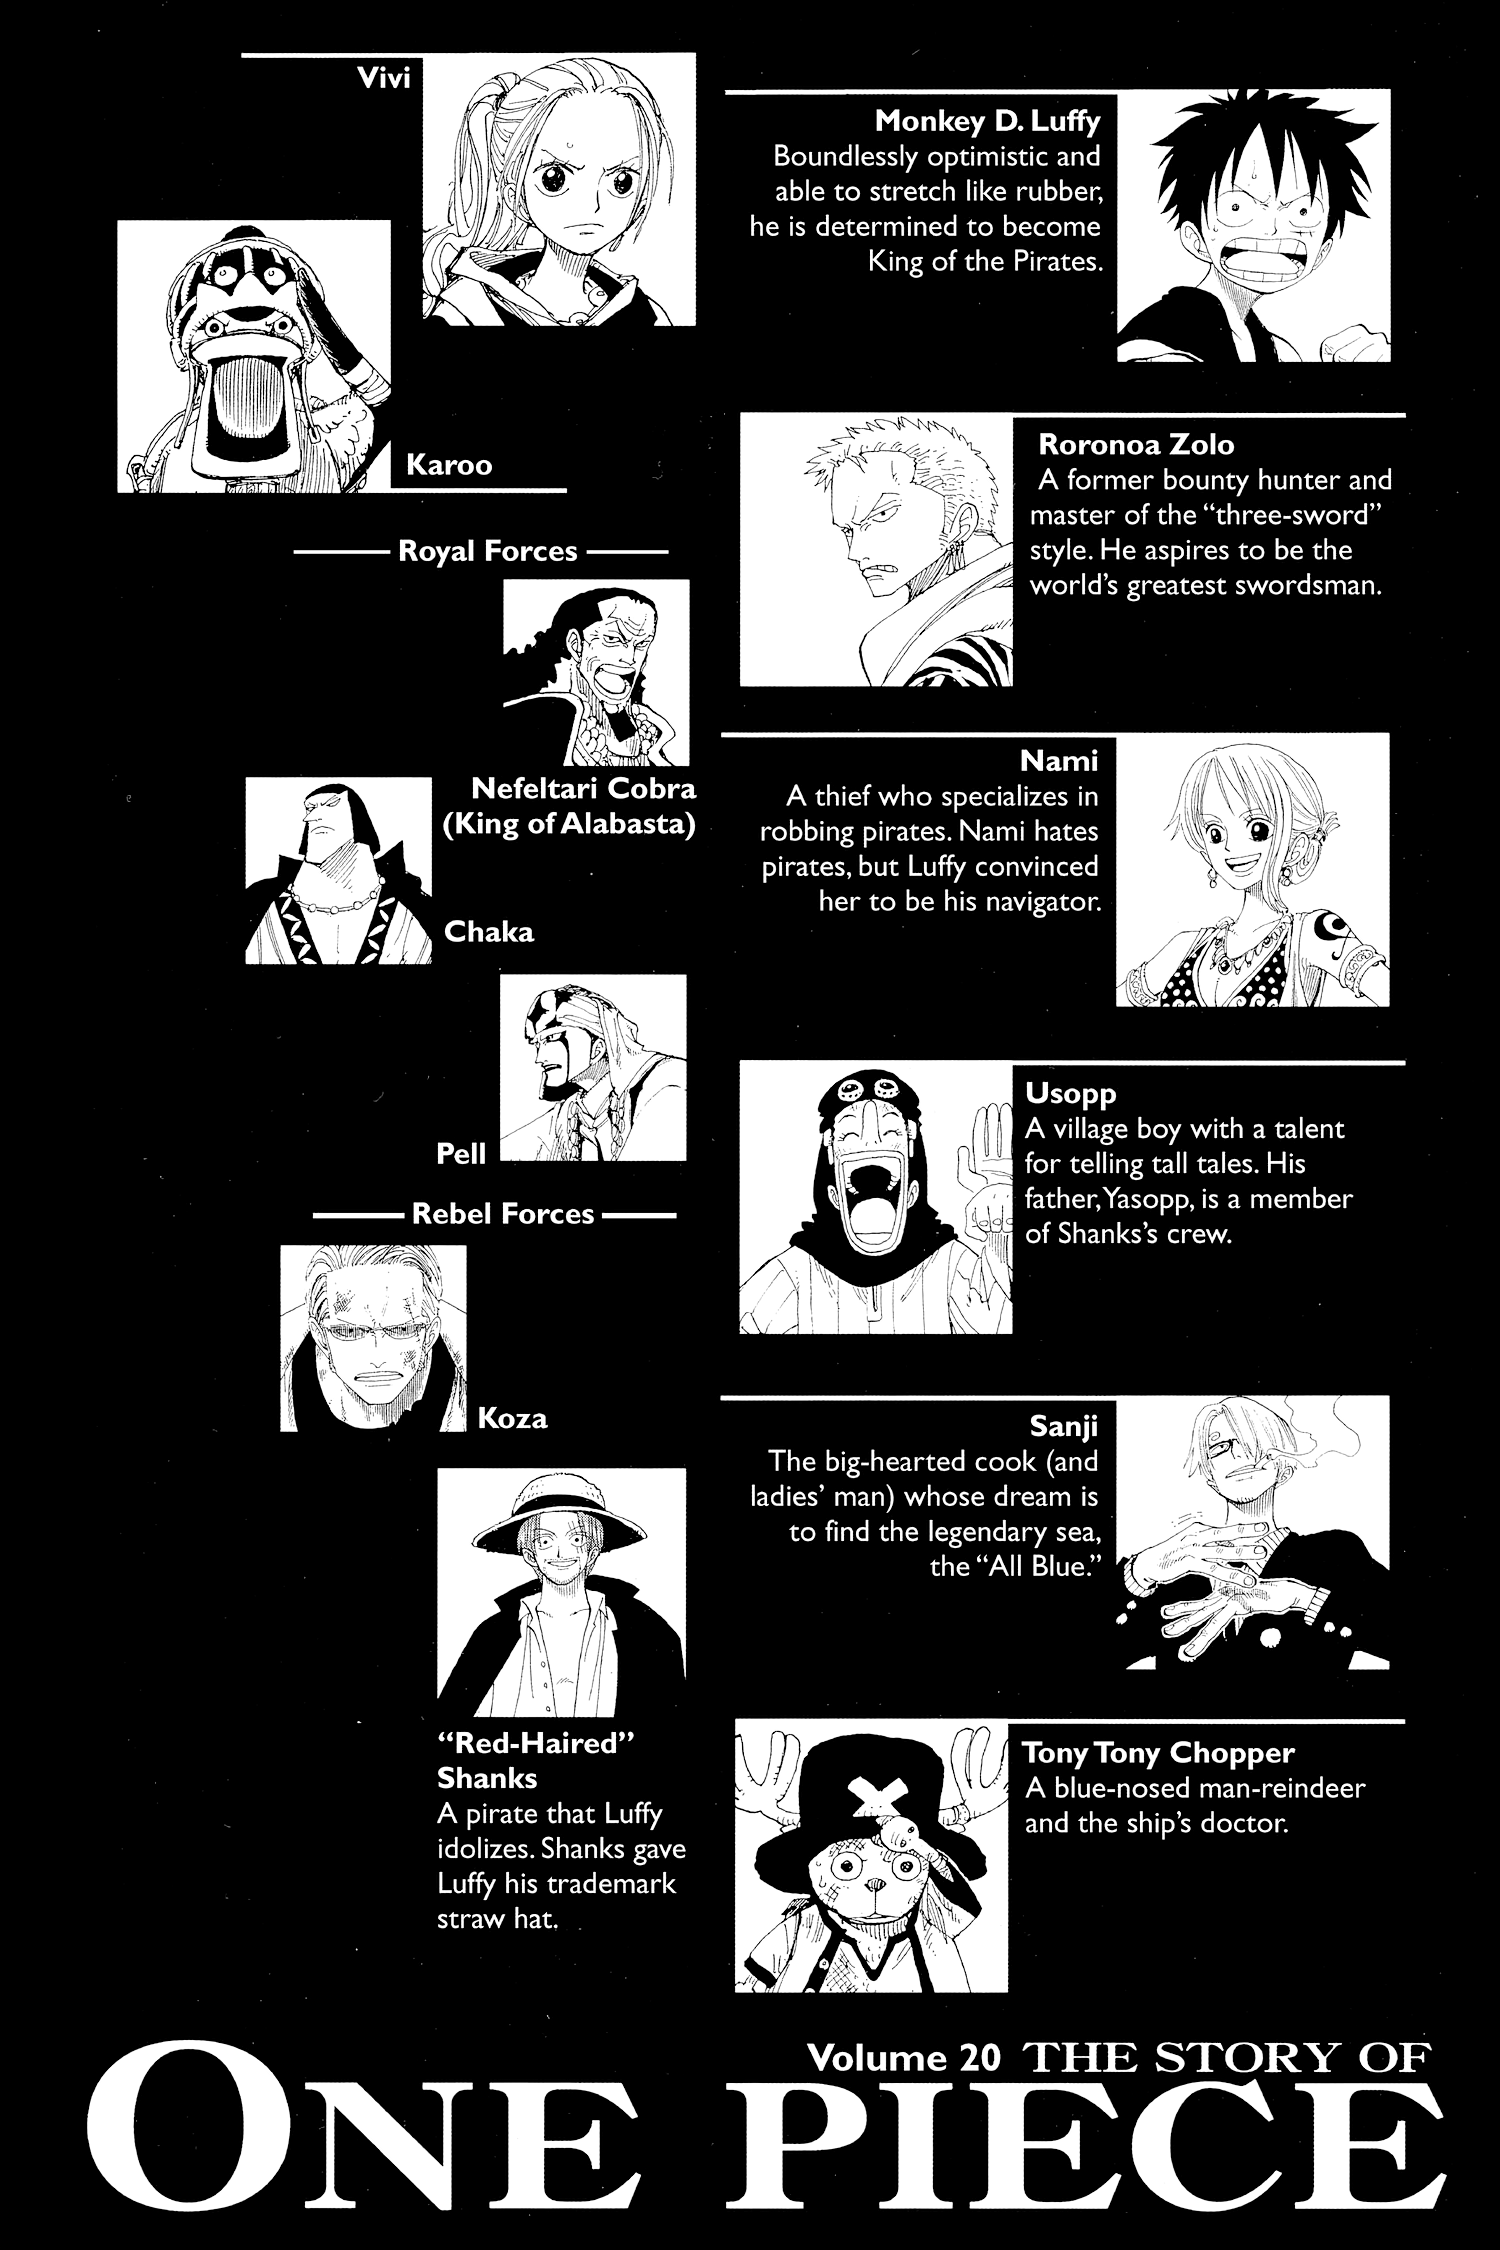 Vivi
Karoo
Royal Forces
Nefeltari Cobra
(King of Alabasta)
Chaka
Pell
Rebel Forces
Koza
“Red-Haired”
Shanks
A pirate that Luffy
idolizes. Shanks gave
Luffy his trademark
straw hat.
Monkey D. Luffy
Boundlessly optimistic and
able to stretch like rubber,
he is determined to become
King of the Pirates.
Roronoa Zolo
A former bounty hunter and
master of the “three-sword”
style. He aspires to be the
world’s greatest swordsman.
Nami
A thief who specializes in
robbing pirates. Nami hates
pirates, but Luffy convinced
her to be his navigator.
Usopp
A village boy with a talent
for telling tall tales. His
father, Yasopp, is a member
of Shanks’s crew.
Sanji
The big-hearted cook (and
ladies’ man) whose dream is
to find the legendary sea,
the “All Blue.”
Tony Tony Chopper
A blue-nosed man-reindeer
and the ship’s doctor.
Volume 20 THE STORY OF
ONE PIECE